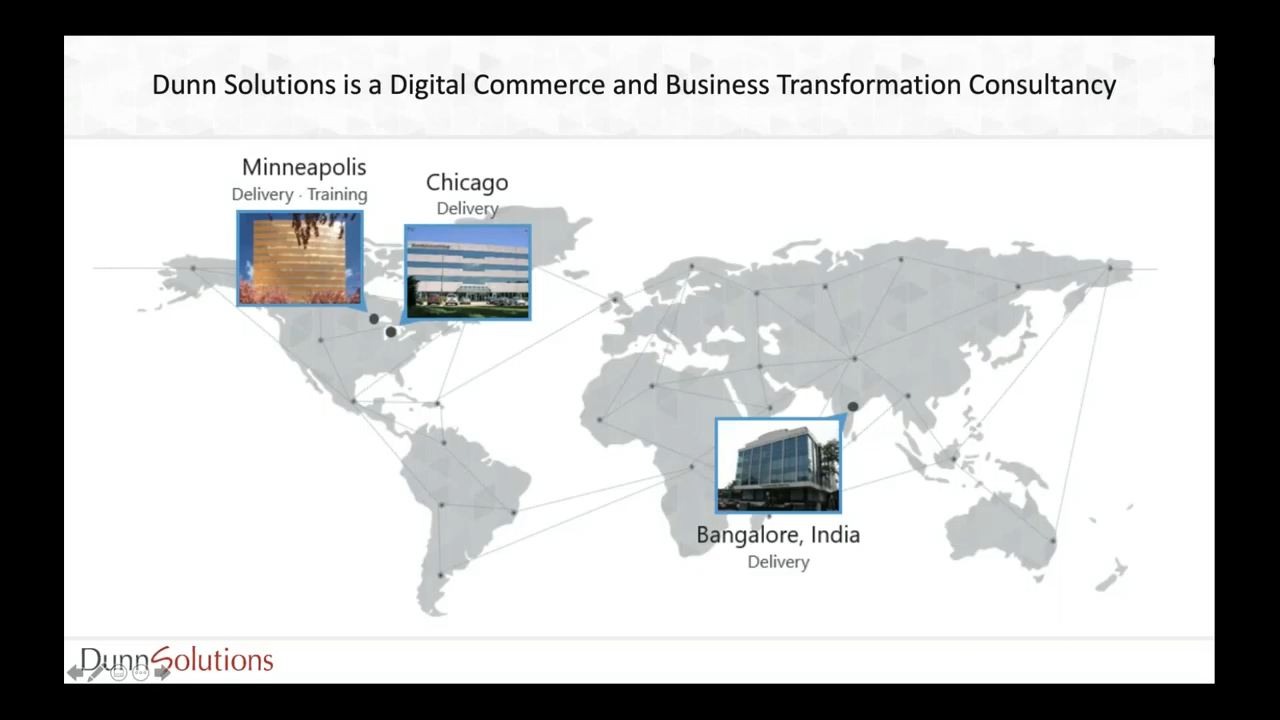 Dunn Solutions is a Digital Commerce and Business Transformation Consultancy
Minneapolis
Delivery · Training
Chicago
Delivery
Bangalore, India
Delivery
DunnSolutions